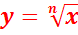 y = ⁿ√x